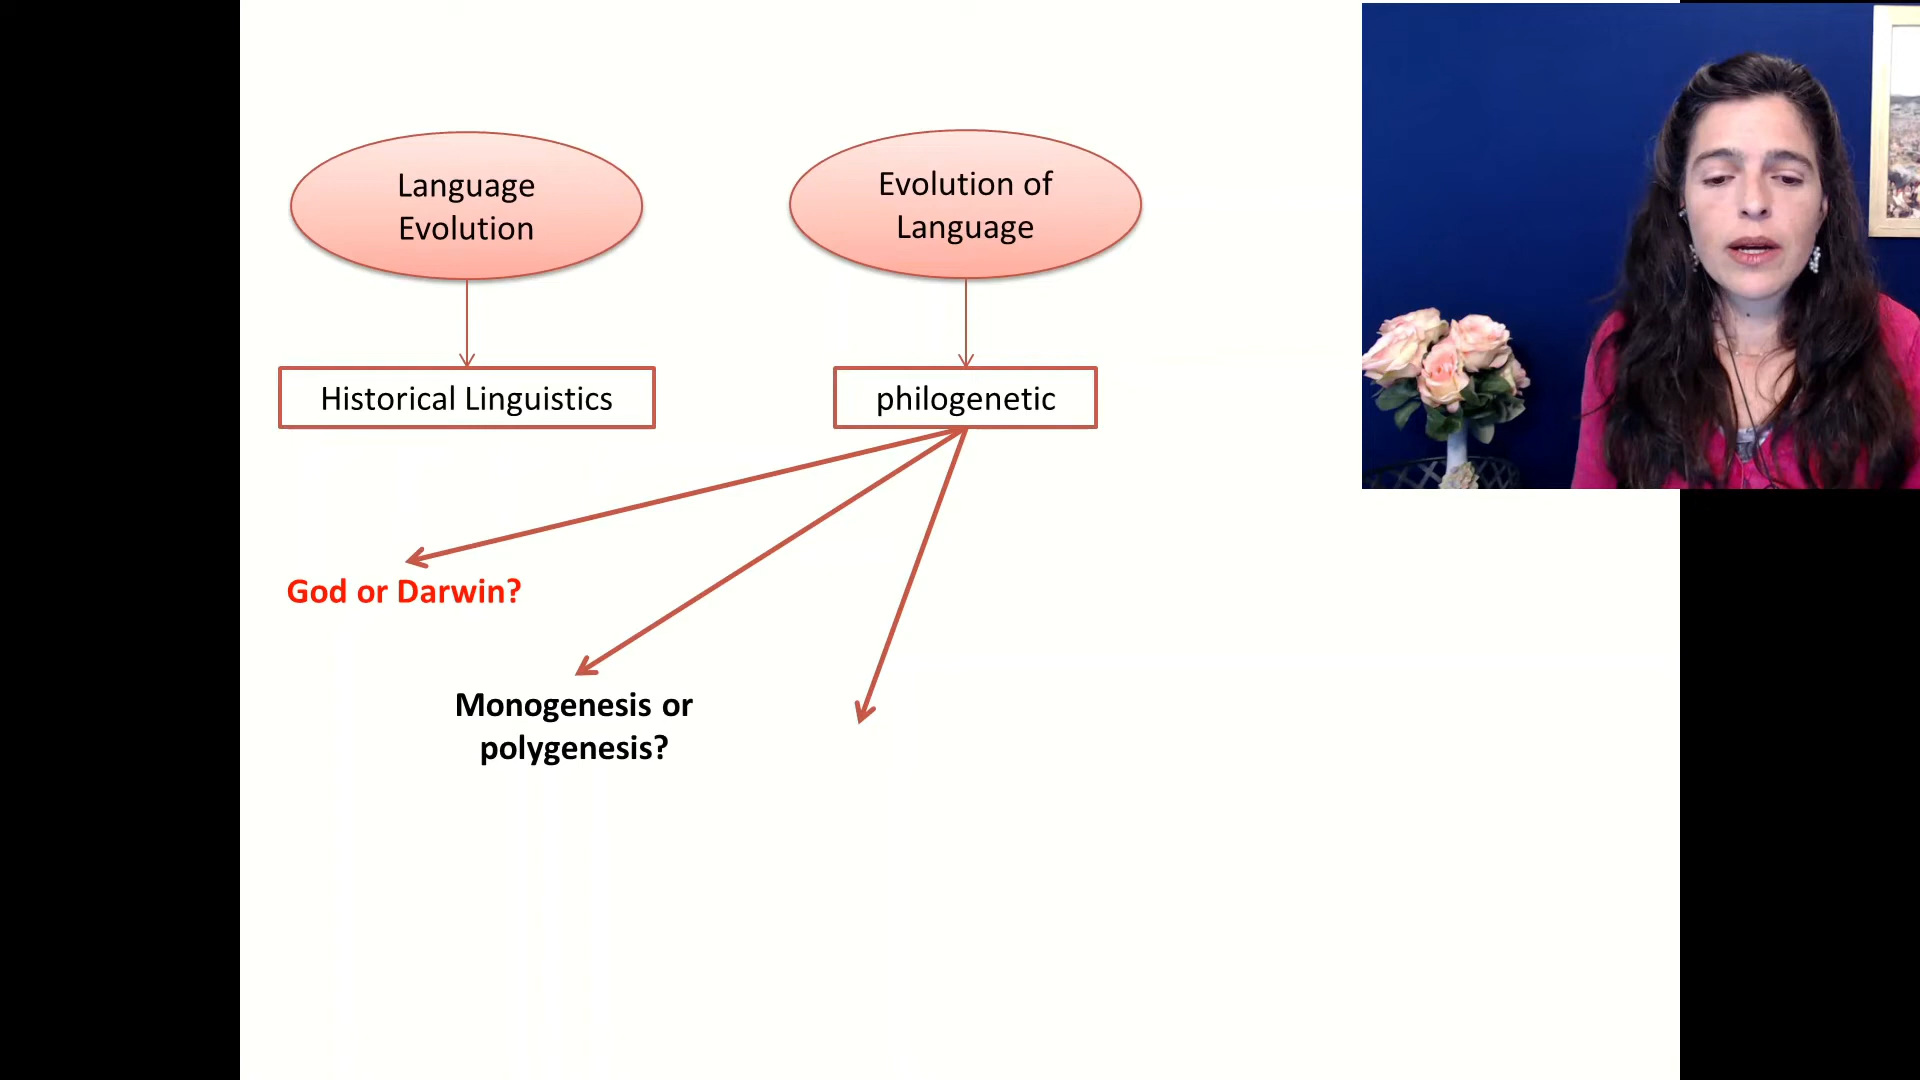 Language
Evolution
Evolution of
Language
Historical Linguistics
philogenetic
God or Darwin?
Monogenesis or
polygenesis?